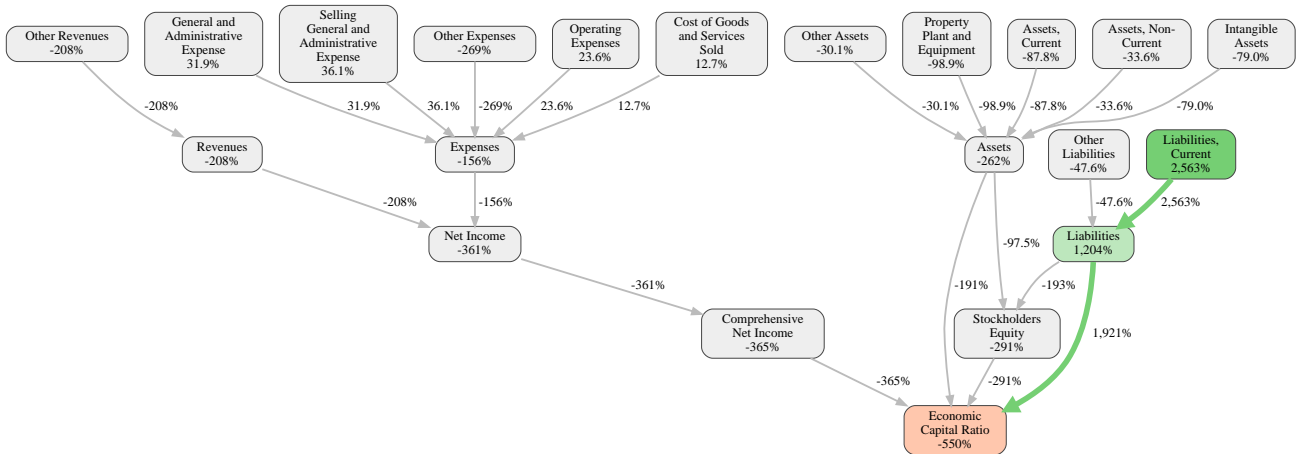 Other Revenues
-208%
General and
Administrative
Expense
31.9%
Selling
General and
Administrative
Expense
36.1%
Other Expenses
-269%
Operating
Expenses
23.6%
Cost of Goods
and Services
Sold
12.7%
Other Assets
-30.1%
Property
Plant and
Equipment
-98.9%
Assets,
Current
-87.8%
Assets, Non-
Current
-33.6%
Intangible
Assets
-79.0%
-208%
31.9%
36.1%
-269%
23.6%
12.7%
-30.1%
-98.9%
-87.8%
-33.6%
-79.0%
Revenues
-208%
Expenses
-156%
Assets
-262%
Other
Liabilities
-47.6%
Liabilities,
Current
2,563%
-208%
-156%
-47.6%
2,563%
Net Income
-361%
Liabilities
1,204%
-97.5%
-361%
-191%
-193%
Comprehensive
Net Income
-365%
Stockholders
Equity
-291%
1,921%
-365%
-291%
Economic
Capital Ratio
-550%